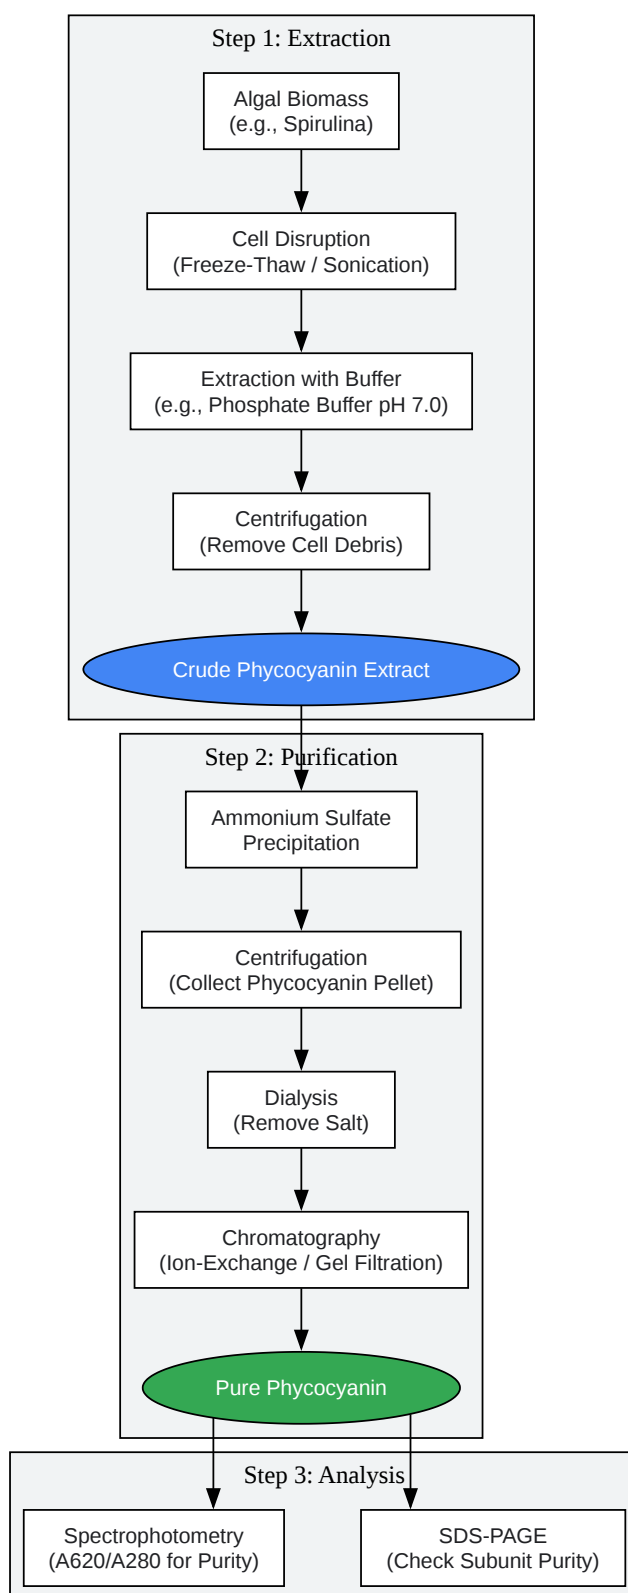 Step 1: Extraction
Algal Biomass
(e.g., Spirulina)
Cell Disruption
(Freeze-Thaw / Sonication)
Extraction with Buffer
(e.g., Phosphate Buffer pH 7.0)
Centrifugation
(Remove Cell Debris)
Crude Phycocyanin Extract
Step 2: Purification
Ammonium Sulfate
Precipitation
Centrifugation
(Collect Phycocyanin Pellet)
Dialysis
(Remove Salt)
Chromatography
(Ion-Exchange / Gel Filtration)
Pure Phycocyanin
Step 3: Analysis
Spectrophotometry
(A620/A280 for Purity)
SDS-PAGE
(Check Subunit Purity)